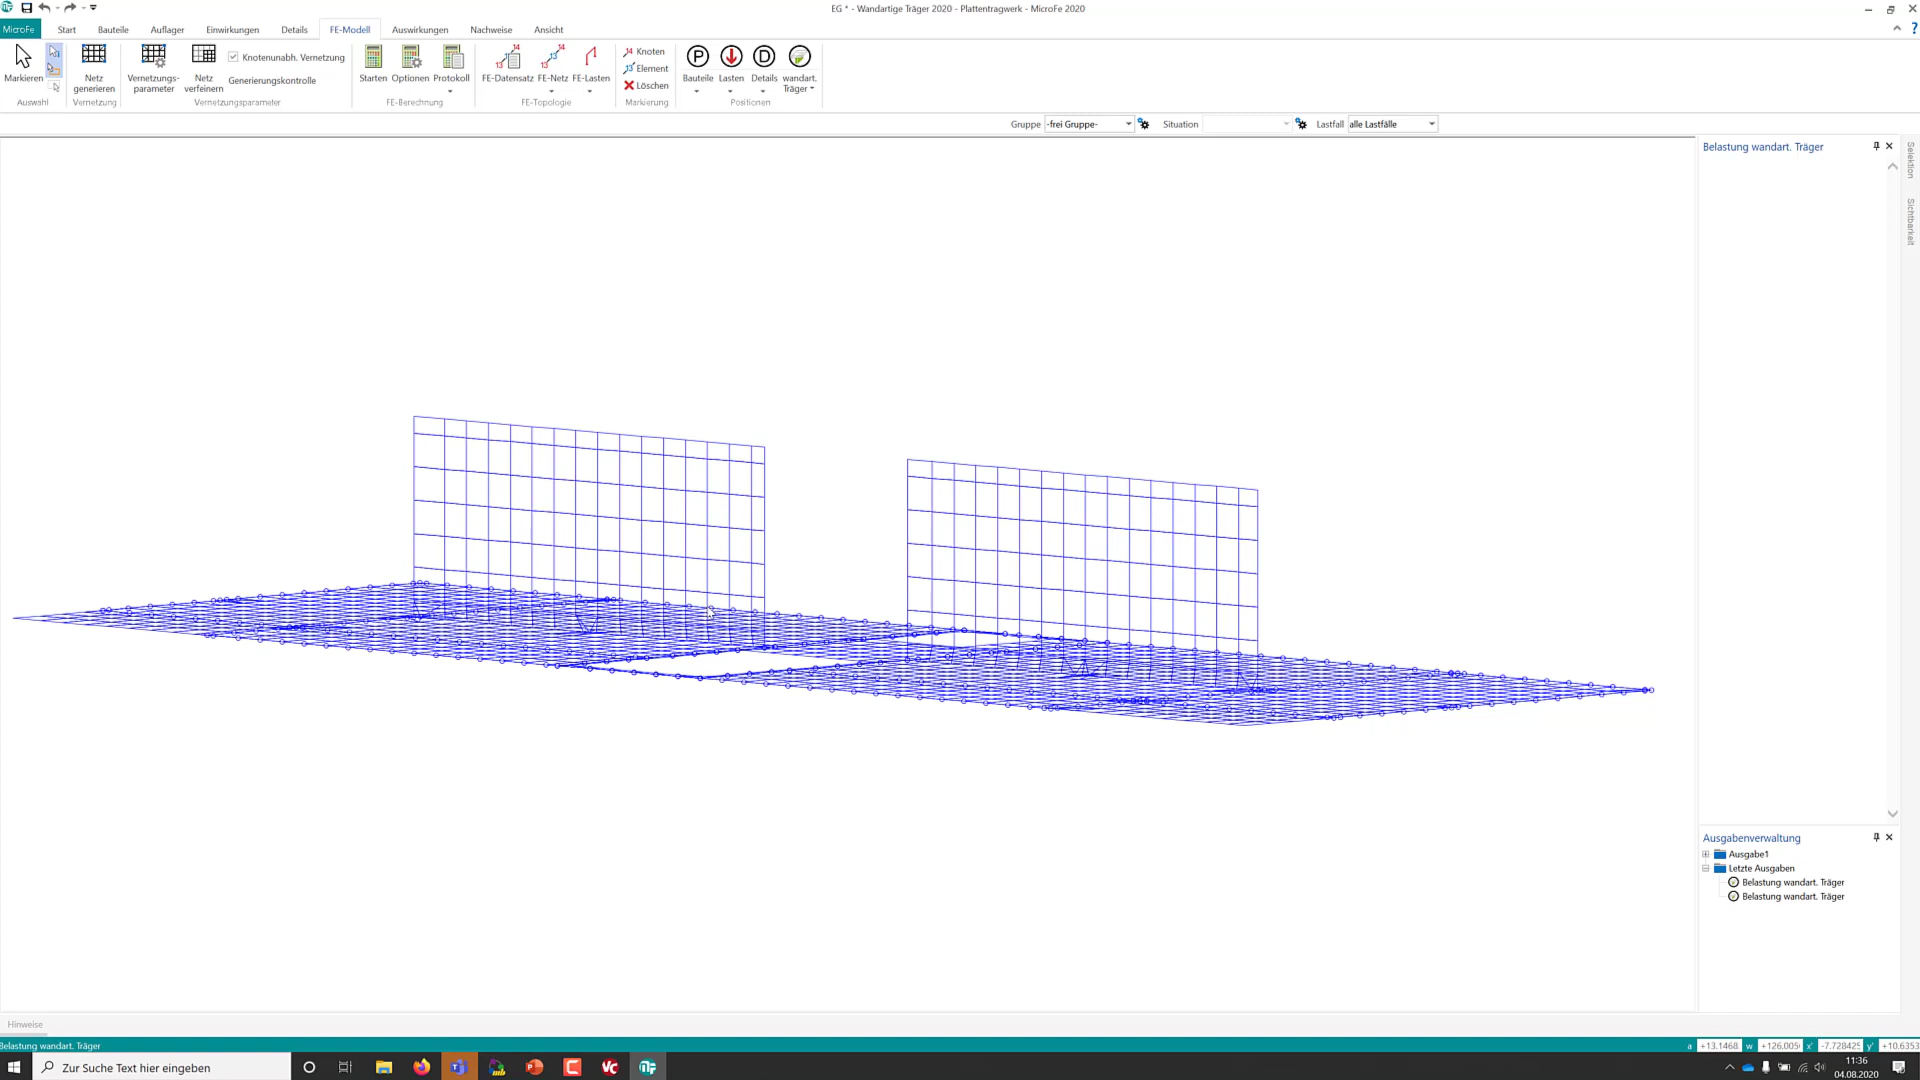 EG * - Wandartige Träger 2020 - Plattentragwerk - MicroFe 2020
MicroFe Start Bauteile Auflager Einwirkungen Details FE-Modell Auswirkungen Nachweise Ansicht
Markieren
Auswahl
Netz generieren
Vernetzung
Vernetzungs-
parameter
Netz
verfeinern
Knotenunabh. Vernetzung
Generierungskontrolle
Vernetzungsparameter
Starten Optionen Protokoll
FE-Berechnung
FE-Datensatz FE-Netz FE-Lasten
FE-Topologie
Knoten
Element
Löschen
Markierung
Bauteile Lasten Details wandart.
Träger
Positionen
Gruppe -frei Gruppe- Situation Lastfall alle Lastfälle
Belastung wandart. Träger
Selektion
Sichtbarkeit
Ausgabenverwaltung
Ausgabe1
Letzte Ausgaben
Belastung wandart. Träger
Belastung wandart. Träger
Hinweise
Belastung wandart. Träger
a +13.1468 w +126.005 x' -7.728425 y' +10.6353
Zur Suche Text hier eingeben
11:36
04.08.2020